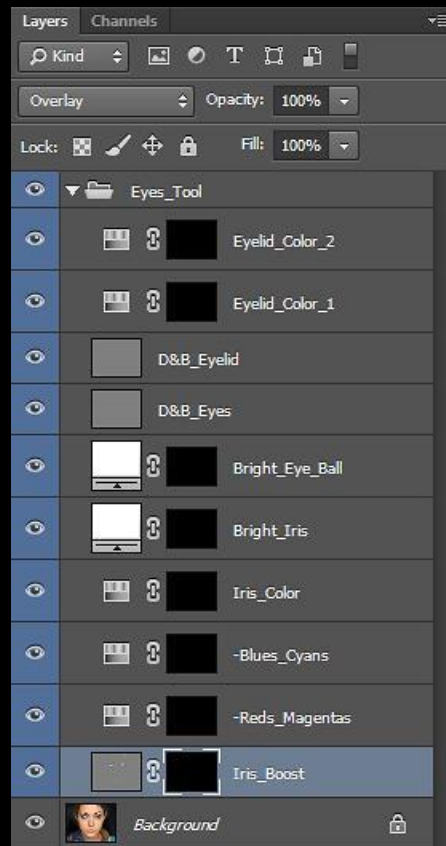 Layers Channels
Kind
Overlay Opacity: 100%
Lock: Fill: 100%
Eyes_Tool
Eyelid_Color_2
Eyelid_Color_1
D&B_Eyelid
D&B_Eyes
Bright_Eye_Ball
Bright_Iris
Iris_Color
-Blues_Cyans
-Reds_Magentas
Iris_Boost
Background